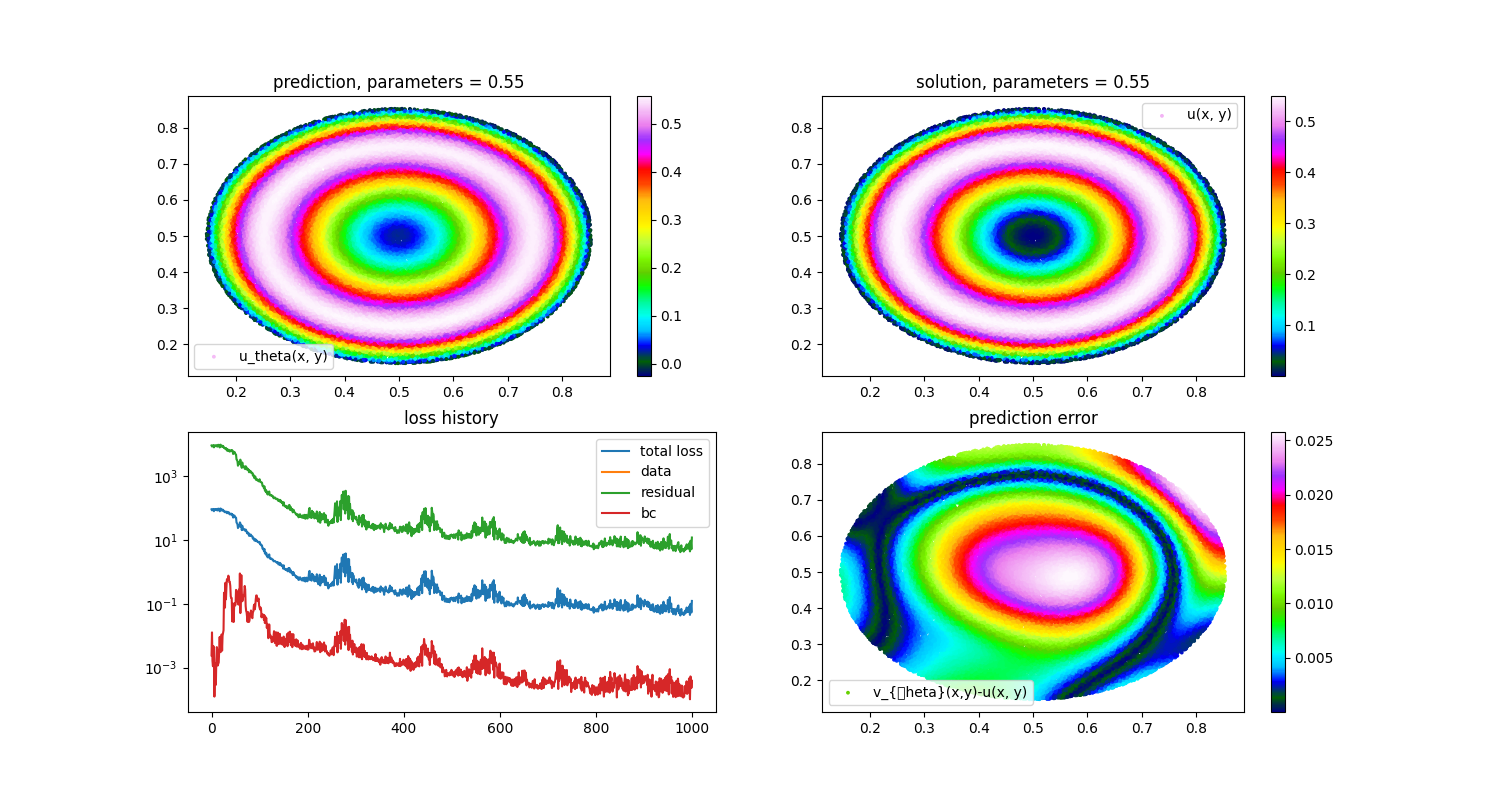 prediction, parameters = 0.55
0.8
0.7
0.6
0.5
0.4
0.3
0.2
u_theta(x, y)
0.2 0.3 0.4 0.5 0.6 0.7 0.8
0.5
0.4
0.3
0.2
0.1
0.0
solution, parameters = 0.55
u(x, y)
0.8
0.7
0.6
0.5
0.4
0.3
0.2
0.2 0.3 0.4 0.5 0.6 0.7 0.8
0.5
0.4
0.3
0.2
0.1
loss history
total loss
data
residual
bc
10³
10¹
10⁻¹
10⁻³
0 200 400 600 800 1000
prediction error
0.8
0.7
0.6
0.5
0.4
0.3
0.2
v_{▯heta}(x,y)-u(x, y)
0.2 0.3 0.4 0.5 0.6 0.7 0.8
0.025
0.020
0.015
0.010
0.005